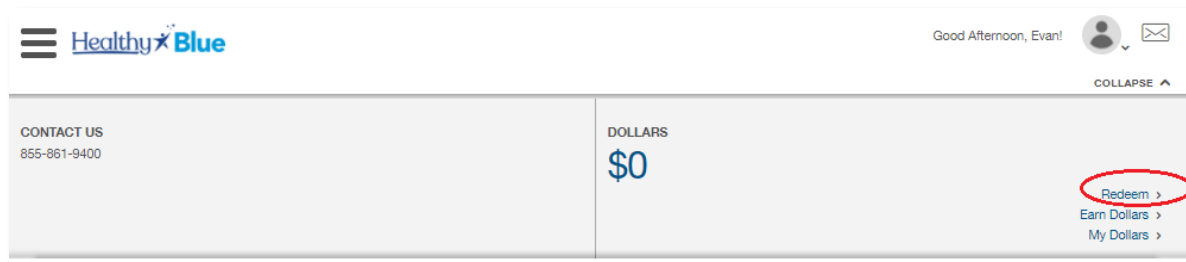 Healthy Blue
Good Afternoon, Evan!
COLLAPSE
CONTACT US
855-861-9400
DOLLARS
$0
Redeem >
Earn Dollars >
My Dollars >